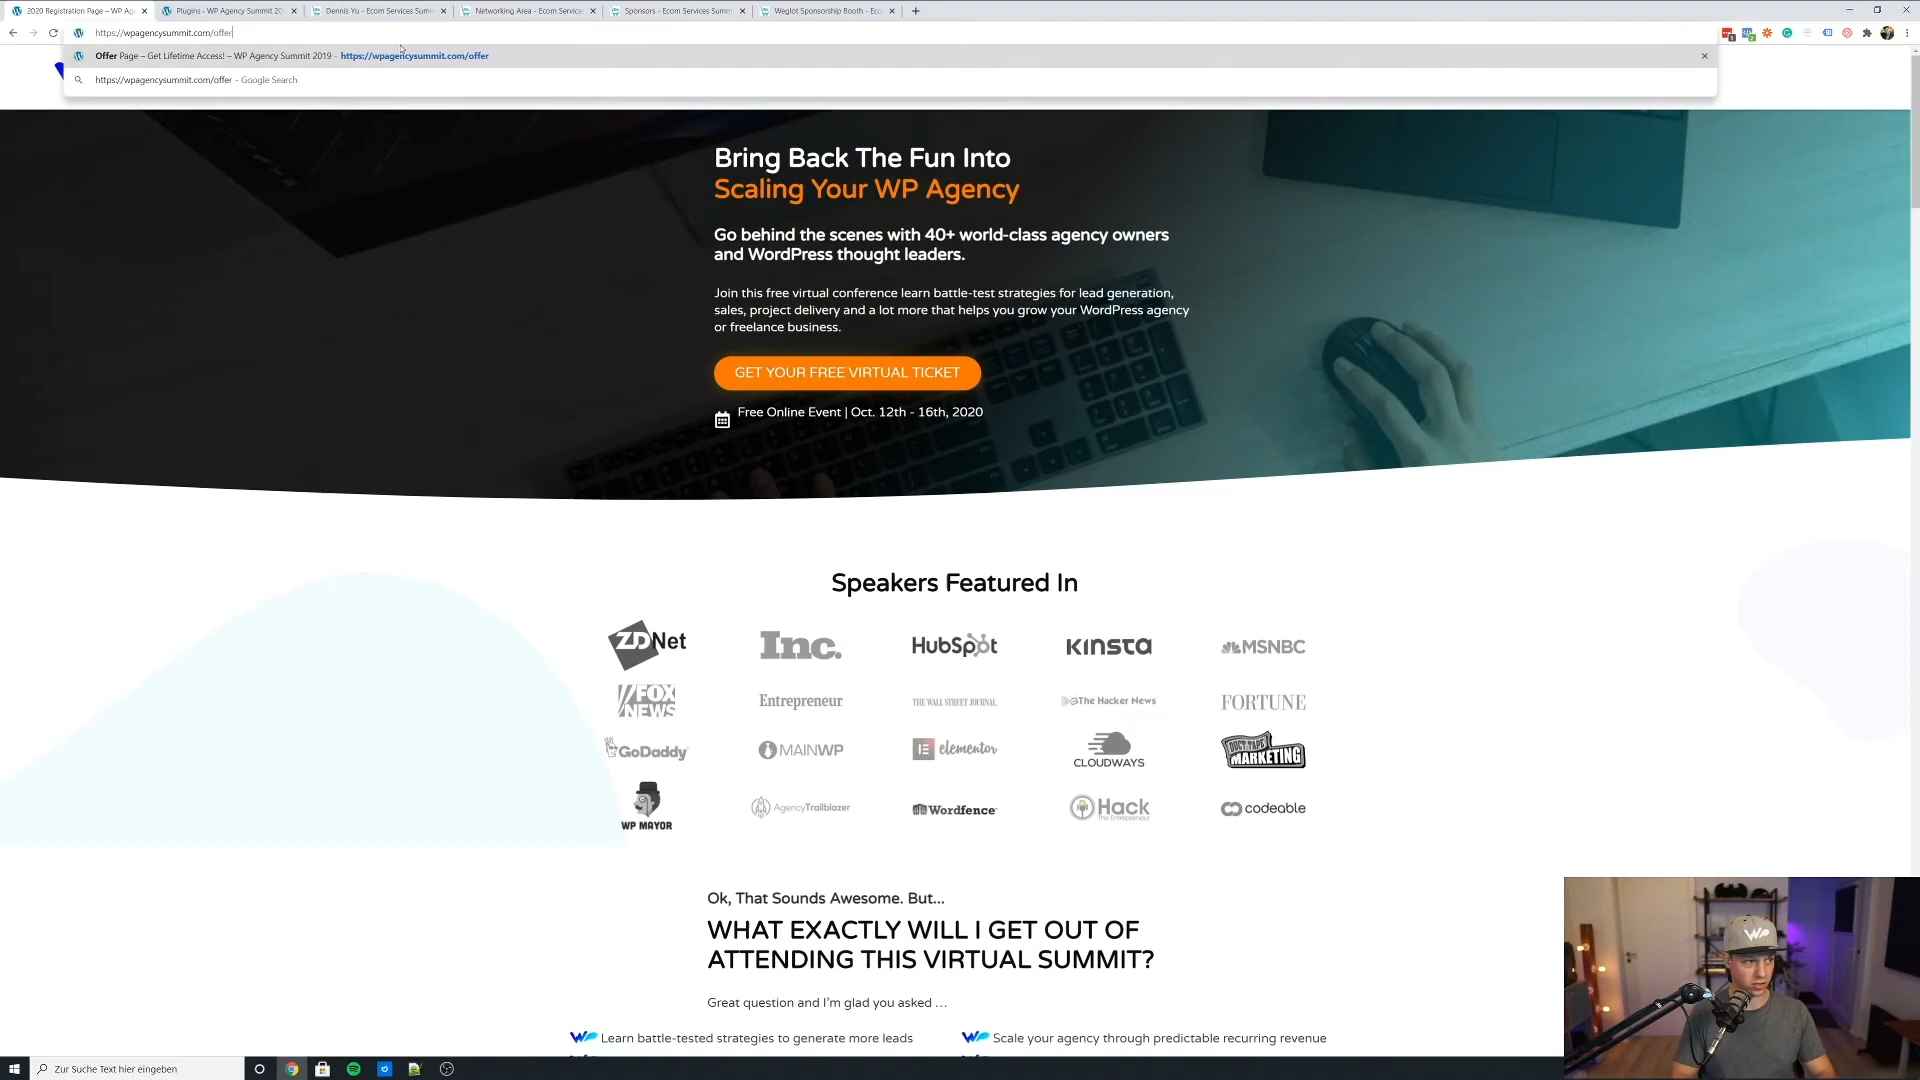 2020 Registration Page – WP Ag
Plugins ‹ WP Agency Summit 20
Dennis Yu - Ecom Services Summ
Networking Area - Ecom Service
Sponsors - Ecom Services Summ
Weglot Sponsorship Booth - Eco
https://wpagencysummit.com/offer
Offer Page – Get Lifetime Access! – WP Agency Summit 2019 - https://wpagencysummit.com/offer
https://wpagencysummit.com/offer - Google Search
Bring Back The Fun Into
Scaling Your WP Agency
Go behind the scenes with 40+ world-class agency owners
and WordPress thought leaders.
Join this free virtual conference learn battle-test strategies for lead generation,
sales, project delivery and a lot more that helps you grow your WordPress agency
or freelance business.
GET YOUR FREE VIRTUAL TICKET
Free Online Event | Oct. 12th - 16th, 2020
Speakers Featured In
ZDNet Inc. HubSpot KINSTA MSNBC
FOX NEWS Entrepreneur THE WALL STREET JOURNAL The Hacker News FORTUNE
GoDaddy MAINWP elementor CLOUDWAYS DUCT TAPE MARKETING
WP MAYOR AgencyTrailblazer Wordfence Hack The Entrepreneur codeable
Ok, That Sounds Awesome. But...
WHAT EXACTLY WILL I GET OUT OF
ATTENDING THIS VIRTUAL SUMMIT?
Great question and I'm glad you asked …
Learn battle-tested strategies to generate more leads
Scale your agency through predictable recurring revenue
WP
Zur Suche Text hier eingeben